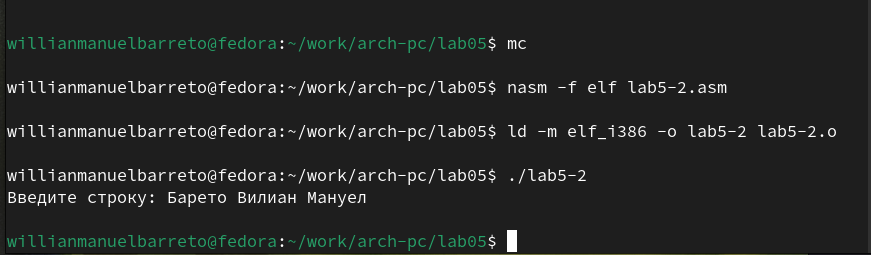 willianmanuelbarreto@fedora:~/work/arch-pc/lab05$ mc
willianmanuelbarreto@fedora:~/work/arch-pc/lab05$ nasm -f elf lab5-2.asm
willianmanuelbarreto@fedora:~/work/arch-pc/lab05$ ld -m elf_i386 -o lab5-2 lab5-2.o
willianmanuelbarreto@fedora:~/work/arch-pc/lab05$ ./lab5-2
Введите строку: Барето Вилиан Мануел
willianmanuelbarreto@fedora:~/work/arch-pc/lab05$